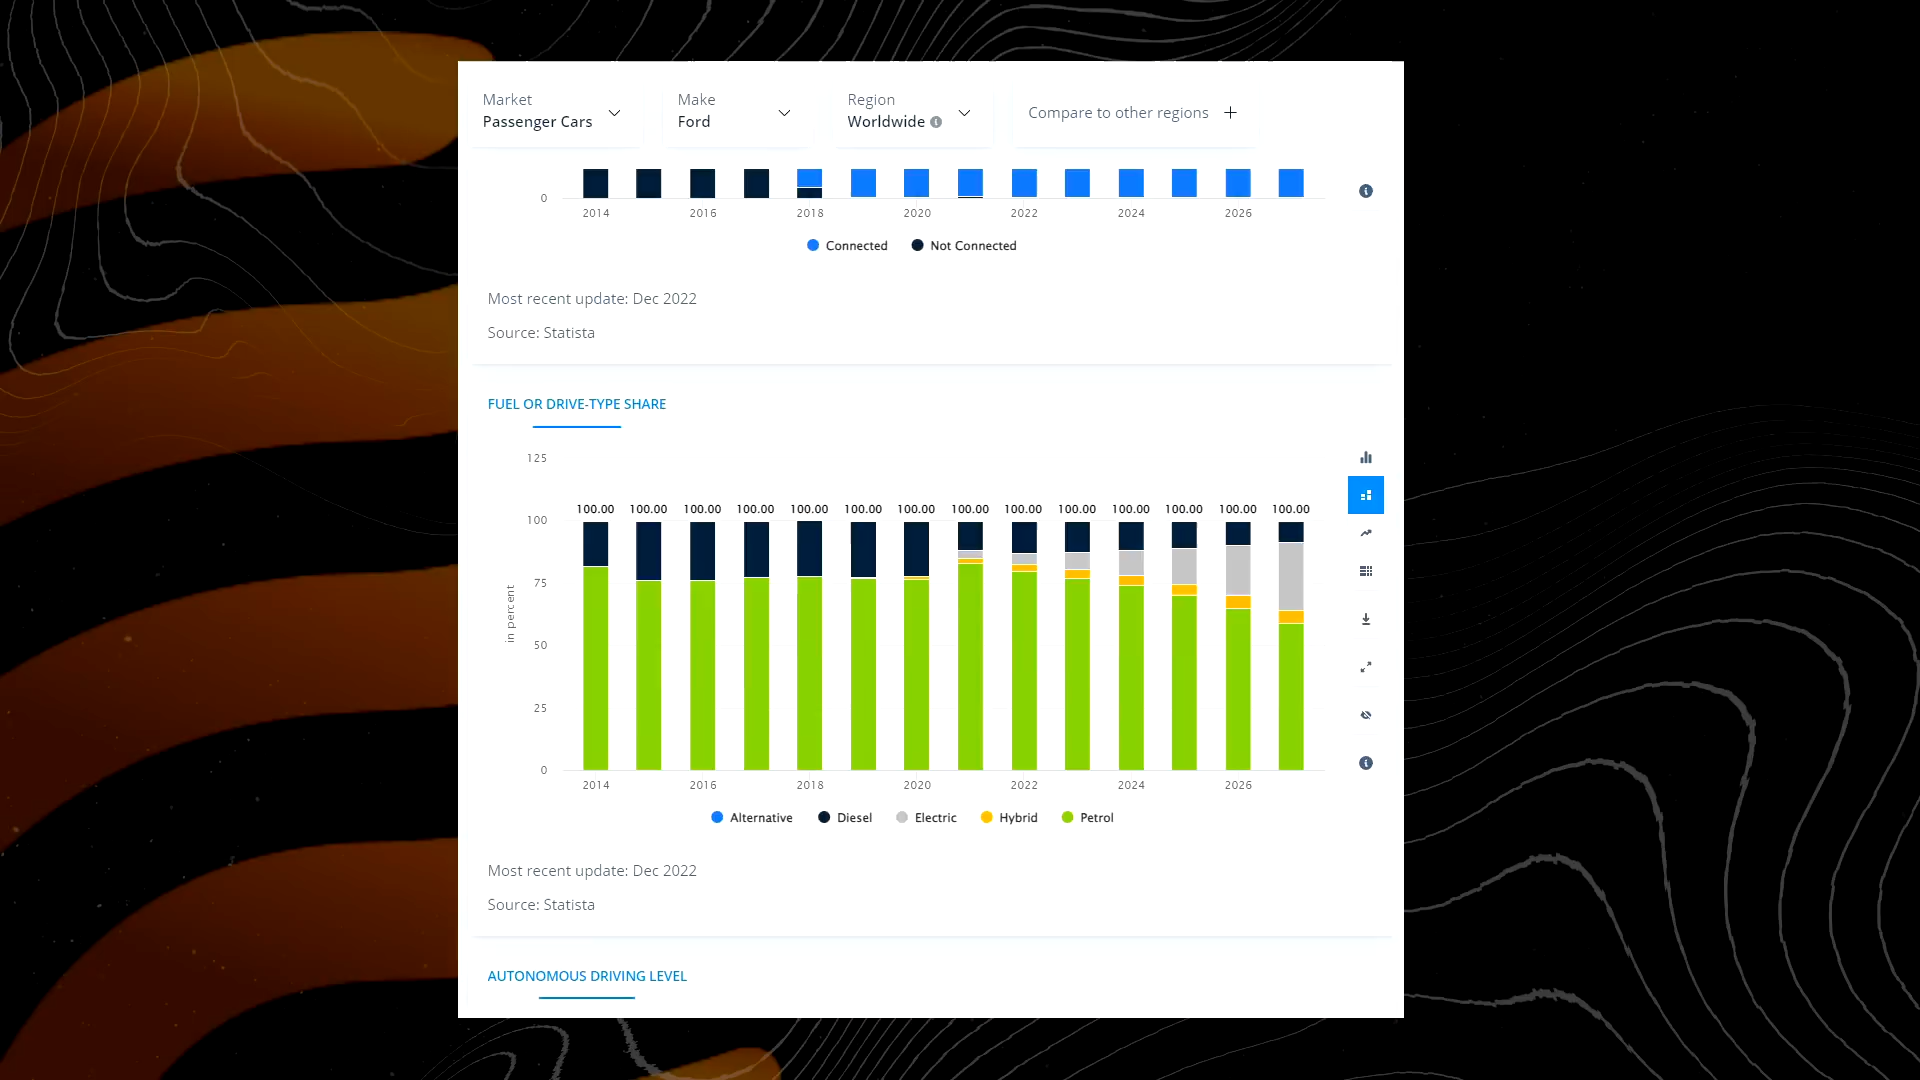 Market
Passenger Cars
Make
Ford
Region
Worldwide
Compare to other regions
0
2014 2016 2018 2020 2022 2024 2026
Connected Not Connected
Most recent update: Dec 2022
Source: Statista
FUEL OR DRIVE-TYPE SHARE
125
100.00 100.00 100.00 100.00 100.00 100.00 100.00 100.00 100.00 100.00 100.00 100.00 100.00 100.00
100
75
in percent
50
25
0
2014 2016 2018 2020 2022 2024 2026
Alternative Diesel Electric Hybrid Petrol
Most recent update: Dec 2022
Source: Statista
AUTONOMOUS DRIVING LEVEL